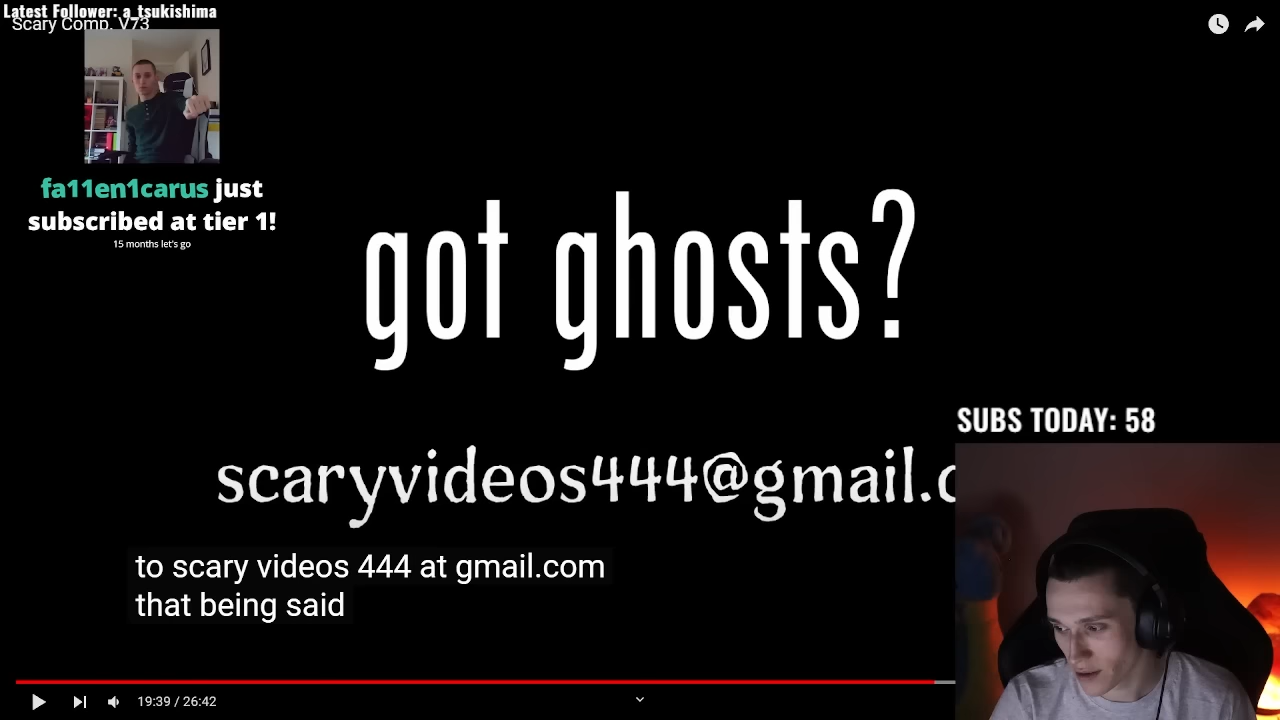 Latest Follower: a_tsukishima
Scary Comp. V73
fa11en1carus just
subscribed at tier 1!
15 months let's go
got ghosts?
SUBS TODAY: 58
scaryvideos444@gmail.c
to scary videos 444 at gmail.com
that being said
19:39 / 26:42